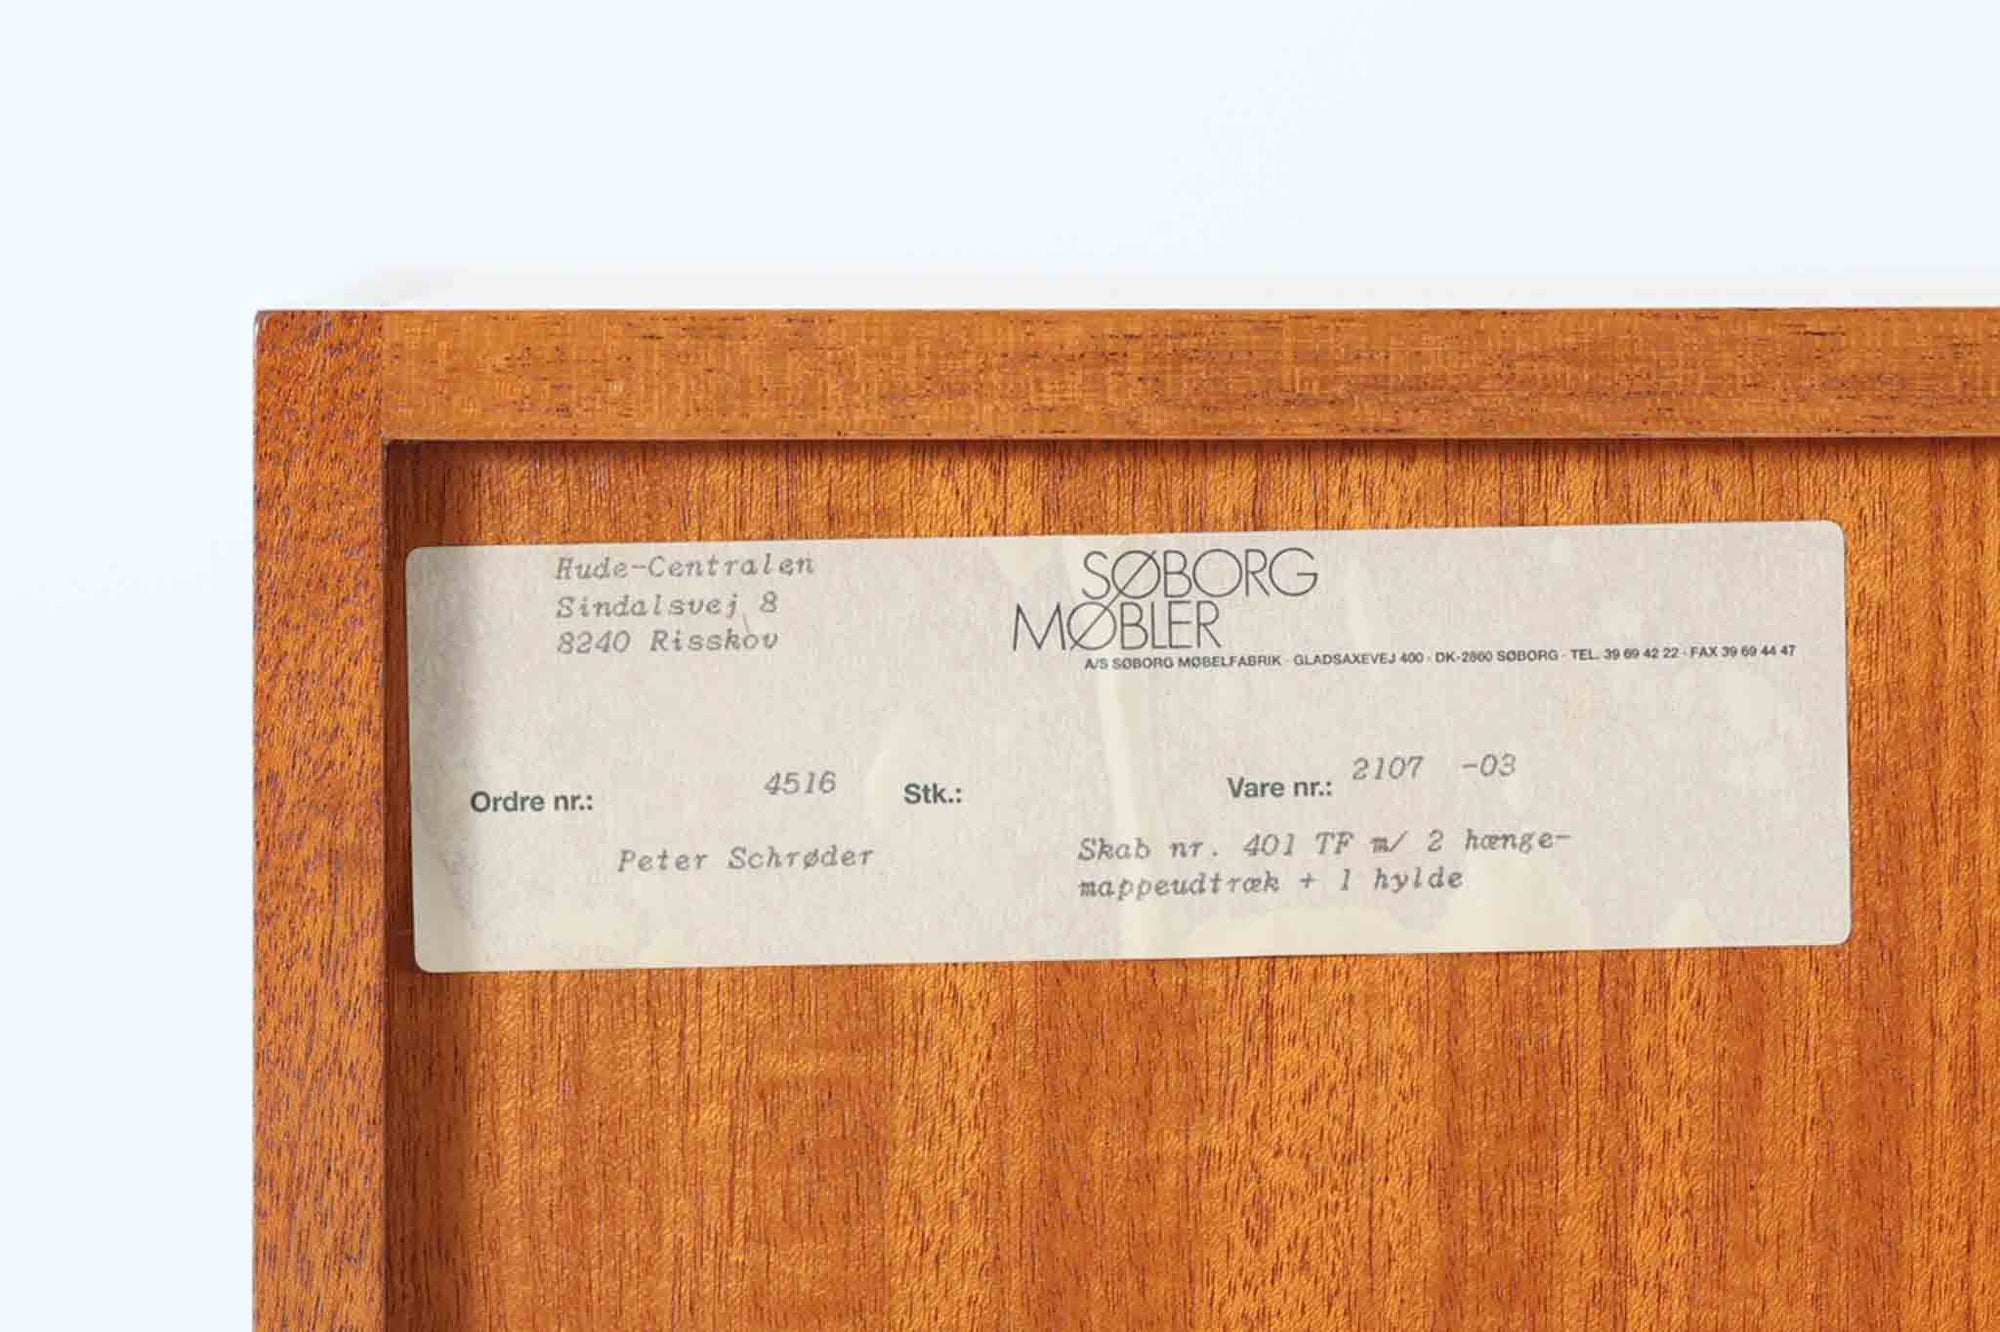 Hude-Centralen
Sindalsvej 8
8240 Risskov
SØBORG
MØBLER
A/S SØBORG MØBELFABRIK · GLADSAXEVEJ 400 · DK-2860 SØBORG · TEL. 39 69 42 22 · FAX 39 69 44 47
Ordre nr.: 4516 Stk.: Vare nr.: 2107 -03
Peter Schrøder
Skab nr. 401 TF m/ 2 hænge-
mappeudtræk + 1 hylde